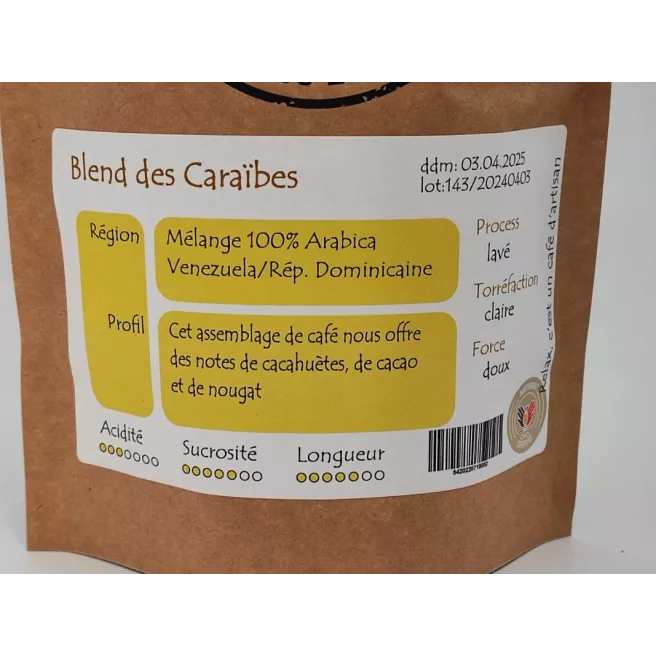 Blend des Caraïbes
ddm: 03.04.2025
lot:143/20240403
Région
Mélange 100% Arabica
Venezuela/Rép. Dominicaine
Profil
Cet assemblage de café nous offre
des notes de cacahuètes, de cacao
et de nougat
Process
lavé
Torréfaction
claire
Force
doux
Relax, c'est un café d'artisan
Acidité
Sucrosité
Longueur